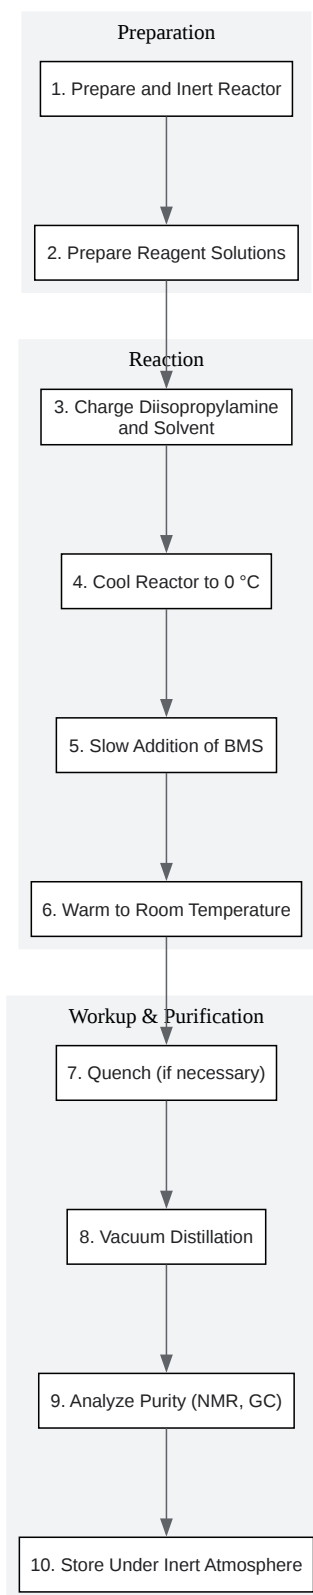 Preparation
1. Prepare and Inert Reactor
2. Prepare Reagent Solutions
Reaction
3. Charge Diisopropylamine
and Solvent
4. Cool Reactor to 0 °C
5. Slow Addition of BMS
6. Warm to Room Temperature
Workup & Purification
7. Quench (if necessary)
8. Vacuum Distillation
9. Analyze Purity (NMR, GC)
10. Store Under Inert Atmosphere